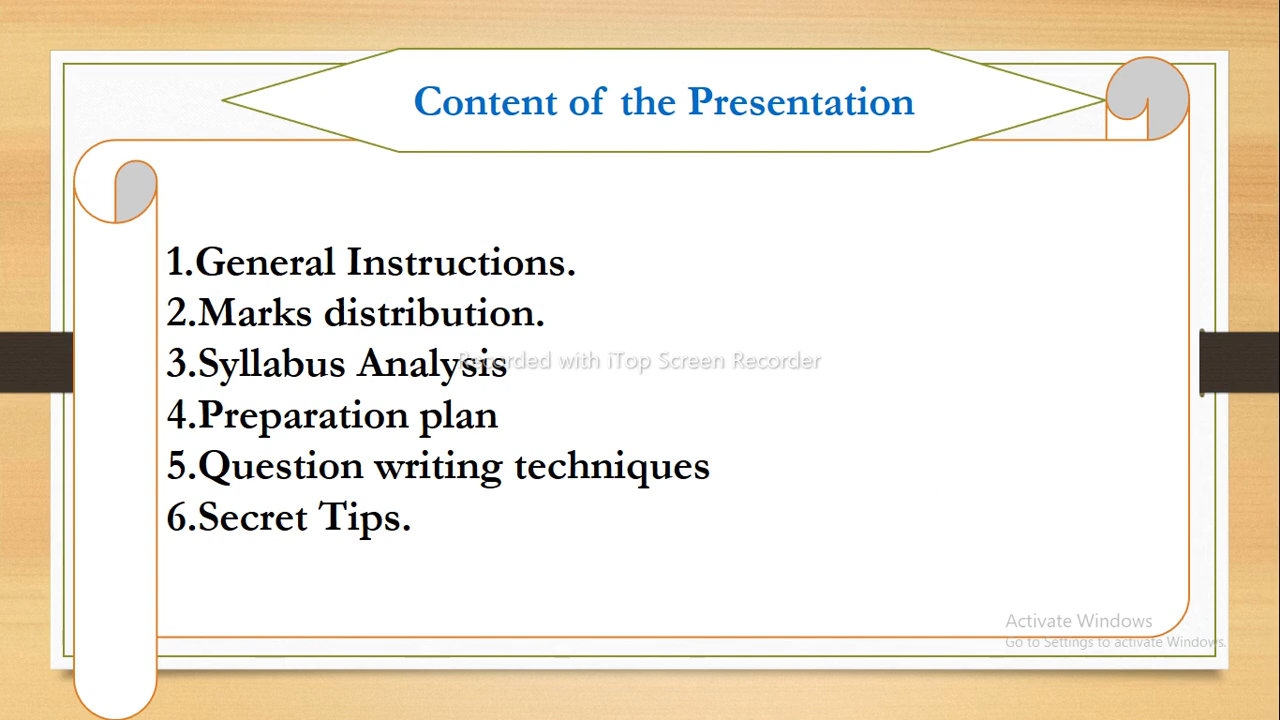 Content of the Presentation
1.General Instructions.
2.Marks distribution.
3.Syllabus Analysis
Recorded with iTop Screen Recorder
4.Preparation plan
5.Question writing techniques
6.Secret Tips.
Activate Windows
Go to Settings to activate Windows.